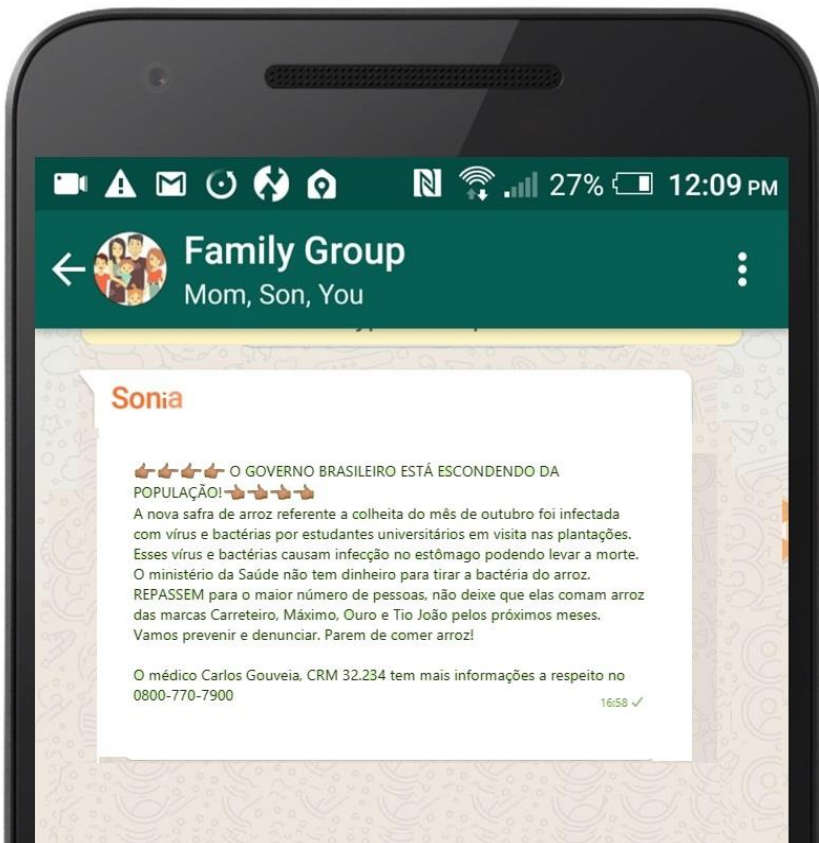 27% 12:09 PM
Family Group
Mom, Son, You
Sonia
👉🏽👉🏽👉🏽👉🏽 O GOVERNO BRASILEIRO ESTÁ ESCONDENDO DA
POPULAÇÃO!👈🏽👈🏽👈🏽👈🏽
A nova safra de arroz referente a colheita do mês de outubro foi infectada
com vírus e bactérias por estudantes universitários em visita nas plantações.
Esses vírus e bactérias causam infecção no estômago podendo levar a morte.
O ministério da Saúde não tem dinheiro para tirar a bactéria do arroz.
REPASSEM para o maior número de pessoas, não deixe que elas comam arroz
das marcas Carreteiro, Máximo, Ouro e Tio João pelos próximos meses.
Vamos prevenir e denunciar. Parem de comer arroz!
O médico Carlos Gouveia, CRM 32.234 tem mais informações a respeito no
0800-770-7900
16:58 ✓